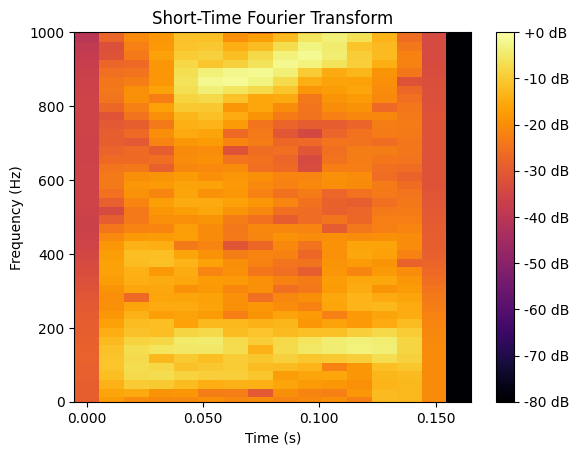 Short-Time Fourier Transform
1000
800
600
400
200
0
Frequency (Hz)
0.000
0.050
0.100
0.150
Time (s)
+0 dB
-10 dB
-20 dB
-30 dB
-40 dB
-50 dB
-60 dB
-70 dB
-80 dB